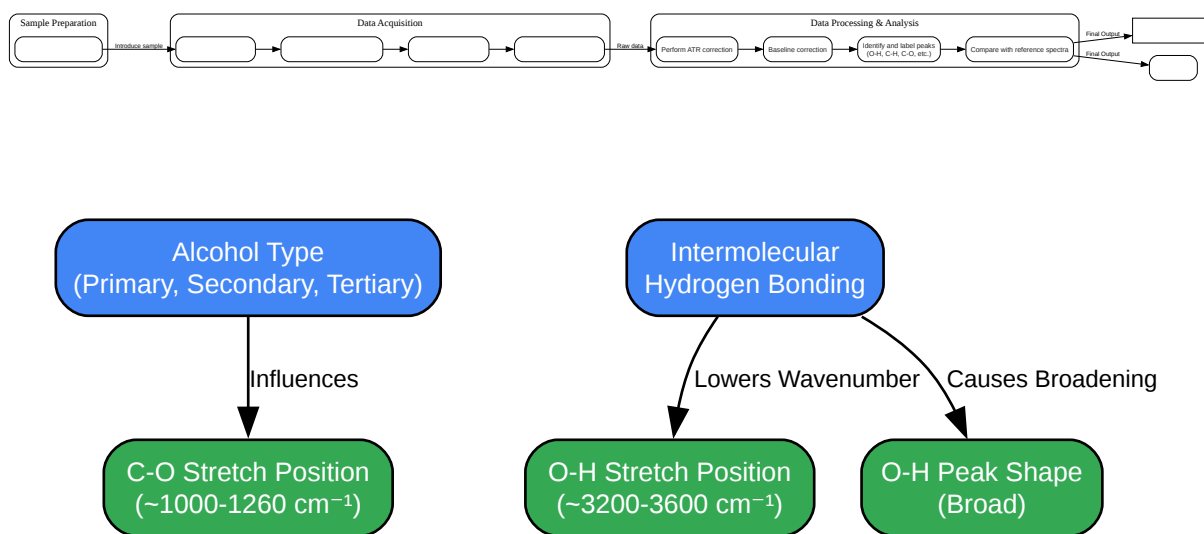 Sample Preparation
Data Acquisition
Data Processing & Analysis
Introduce sample
Raw data
Perform ATR correction
Baseline correction
Identify and label peaks
(O-H, C-H, C-O, etc.)
Compare with reference spectra
Final Output
Final Output
Alcohol Type
(Primary, Secondary, Tertiary)
Intermolecular
Hydrogen Bonding
Influences
Lowers Wavenumber
Causes Broadening
C-O Stretch Position
(~1000-1260 cm⁻¹)
O-H Stretch Position
(~3200-3600 cm⁻¹)
O-H Peak Shape
(Broad)